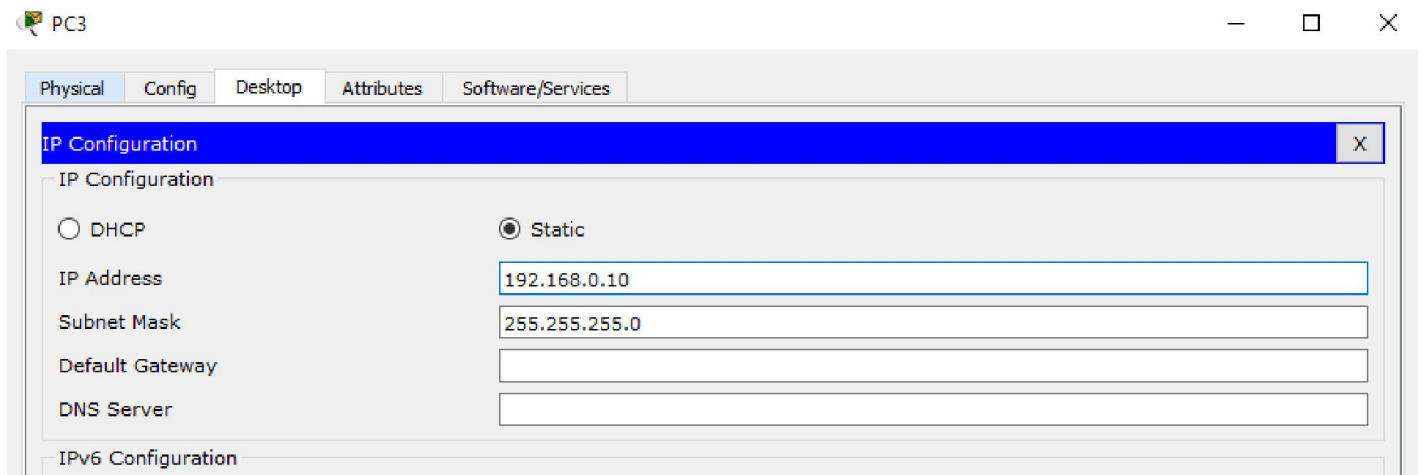 PC3
Physical Config Desktop Attributes Software/Services
IP Configuration X
IP Configuration
DHCP Static
IP Address 192.168.0.10
Subnet Mask 255.255.255.0
Default Gateway
DNS Server
IPv6 Configuration